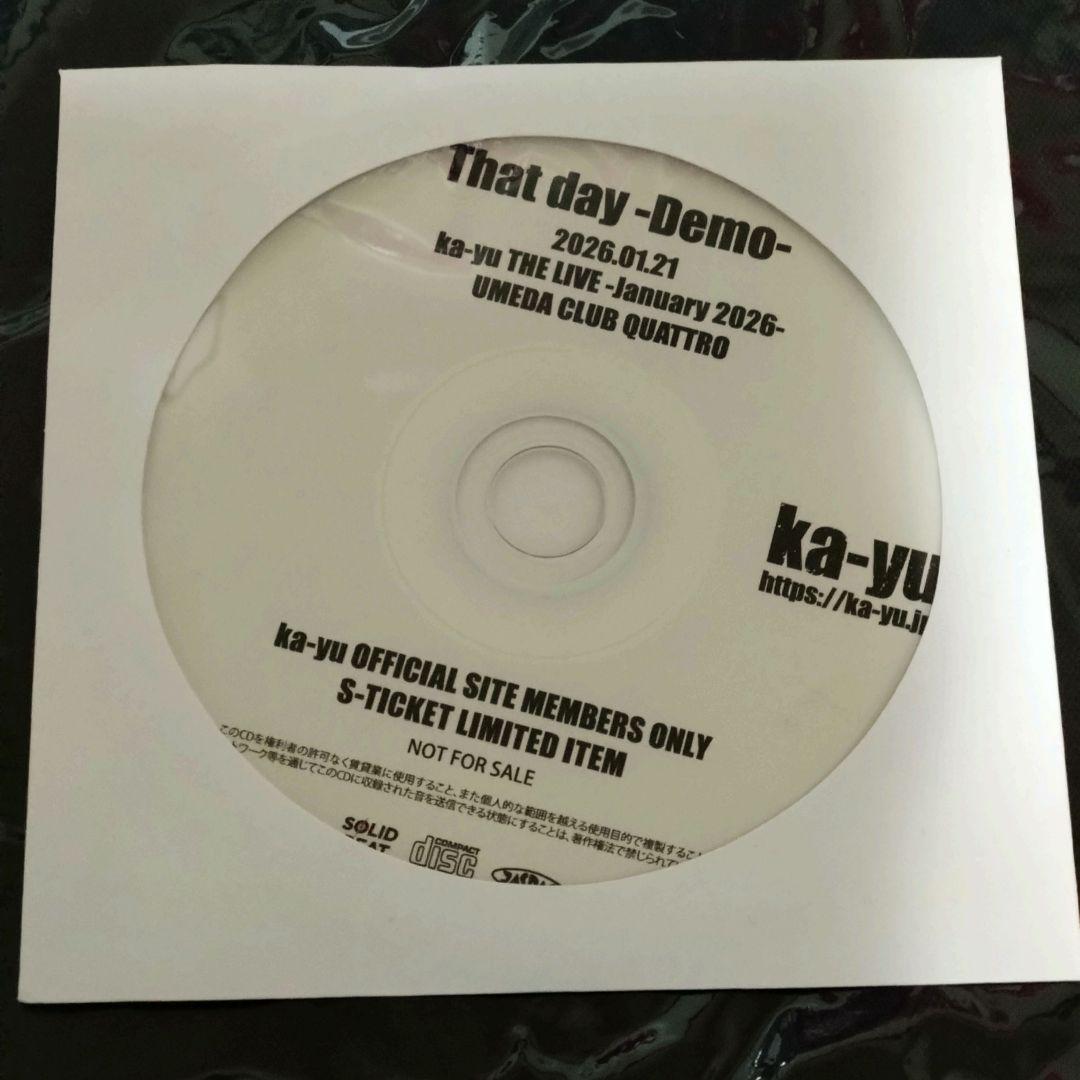 That day -Demo-
2026.01.21
ka-yu THE LIVE -January 2026-
UMEDA CLUB QUATTRO
ka-yu
https://ka-yu.j
ka-yu OFFICIAL SITE MEMBERS ONLY
S-TICKET LIMITED ITEM
NOT FOR SALE
このCDを権利者の許可なく賃貸業に使用すること、また個人的な範囲を越える使用目的で複製するこ
トワーク等を通じてこのCDに収録された音を送信できる状態にすることは、著作権法で禁じられて
SOLID
COMPACT
disc